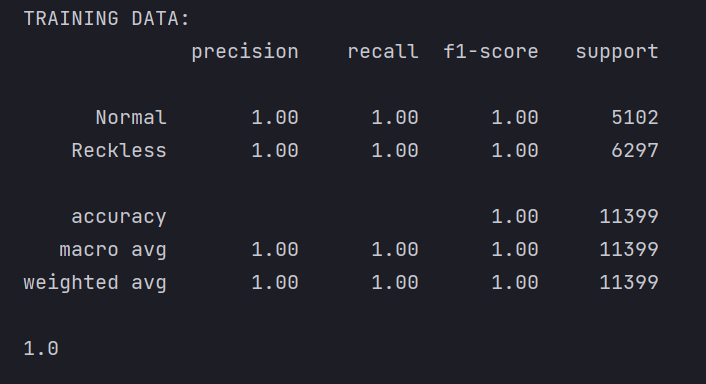 TRAINING DATA:
precision recall f1-score support
Normal 1.00 1.00 1.00 5102
Reckless 1.00 1.00 1.00 6297
accuracy 1.00 11399
macro avg 1.00 1.00 1.00 11399
weighted avg 1.00 1.00 1.00 11399
1.0